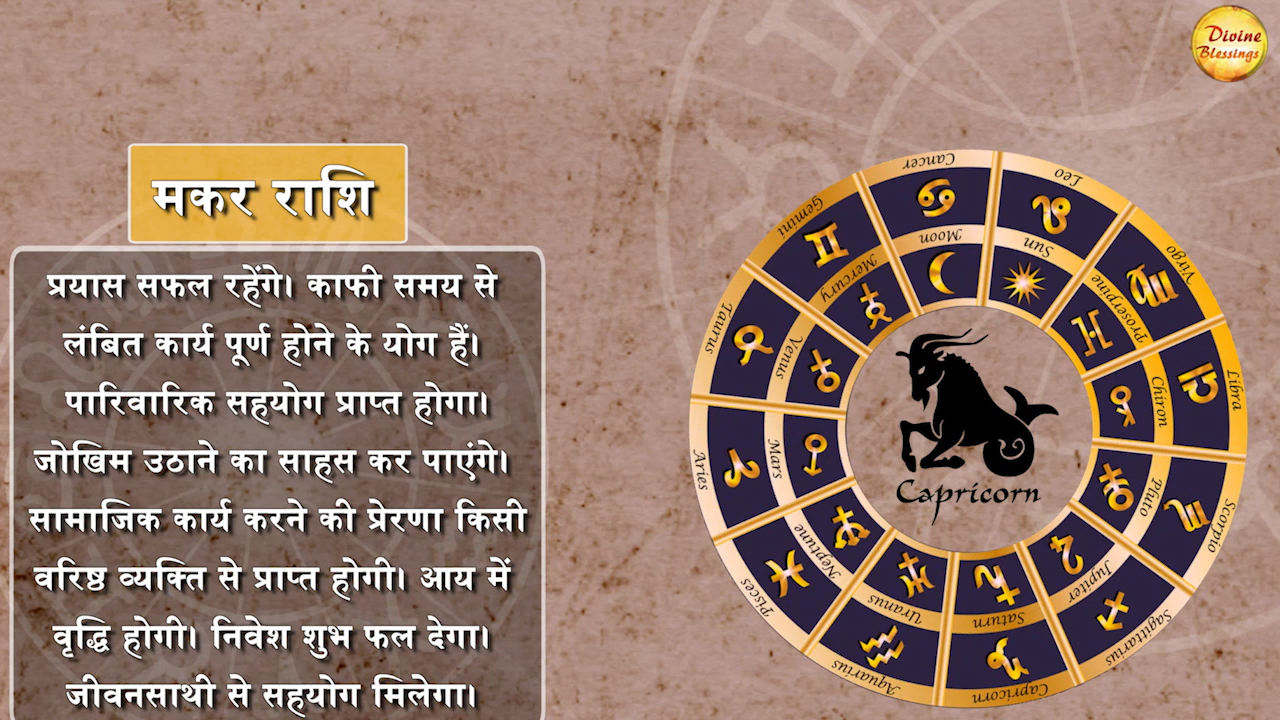 Divine
Blessings
मकर राशि
प्रयास सफल रहेंगे। काफी समय से
लंबित कार्य पूर्ण होने के योग हैं।
पारिवारिक सहयोग प्राप्त होगा।
जोखिम उठाने का साहस कर पाएंगे।
सामाजिक कार्य करने की प्रेरणा किसी
वरिष्ठ व्यक्ति से प्राप्त होगी। आय में
वृद्धि होगी। निवेश शुभ फल देगा।
जीवनसाथी से सहयोग मिलेगा।
Cancer
Leo
Virgo
Libra
Scorpio
Sagittarius
Capricorn
Aquarius
Pisces
Aries
Taurus
Gemini
Moon
Sun
Proserpine
Chiron
Pluto
Jupiter
Saturn
Uranus
Neptune
Mars
Venus
Mercury
Capricorn